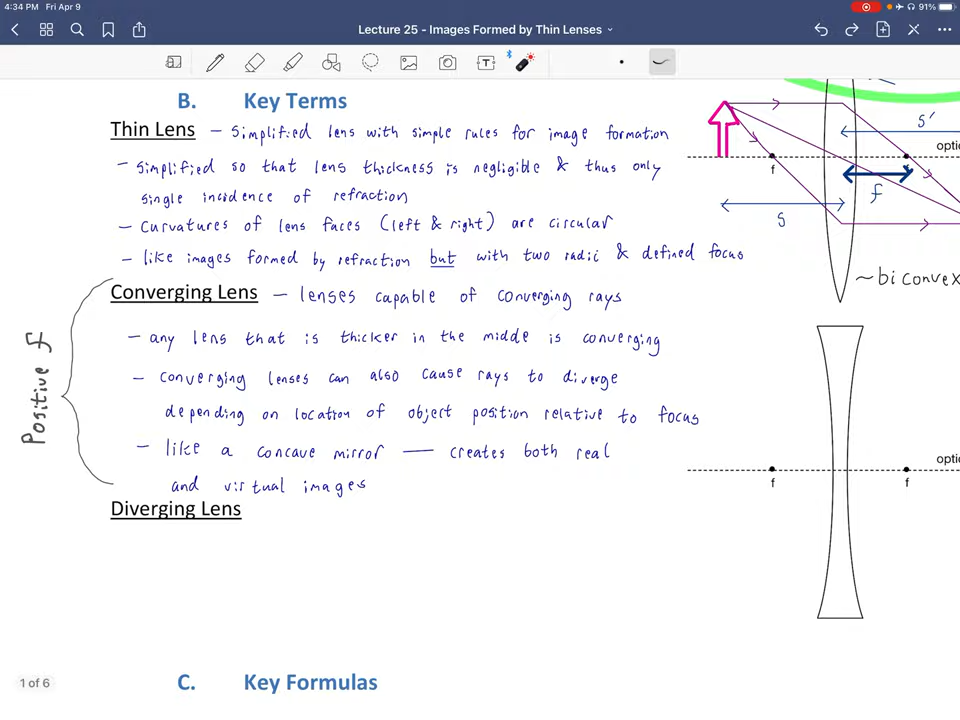 4:34 PM Fri Apr 9
91%
Lecture 25 - Images Formed by Thin Lenses
B. Key Terms
Thin Lens - Simplified lens with simple rules for image formation
- simplified so that lens thickness is negligible & thus only
single incidence of refraction
- curvatures of lens faces (left & right) are circular
- like images formed by refraction but with two radii & defined focus
Converging Lens - lenses capable of converging rays
- any lens that is thicker in the midde is converging
- converging lenses can also cause rays to diverge
depending on location of object position relative to focus
- like a concave mirror — creates both real
and virtual images
Positive f
Diverging Lens
C. Key Formulas
1 of 6
s'
opti
f
f
f
s
~ bi convex
opti
f
f